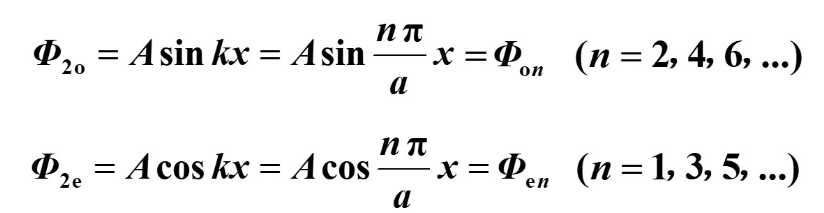 Φ₂ₒ = A sin kx = A sin nπ/a x = Φₒₙ (n = 2, 4, 6, ...)
Φ₂ₑ = A cos kx = A cos nπ/a x = Φₑₙ (n = 1, 3, 5, ...)